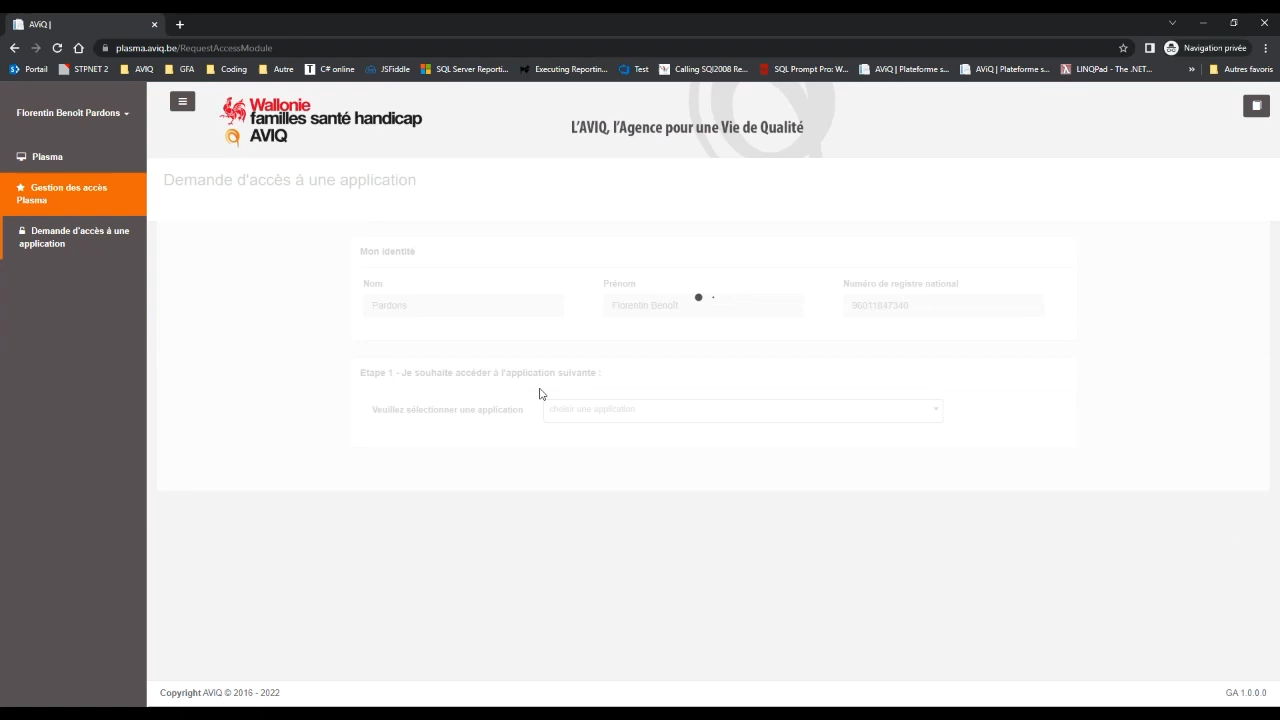 AViQ |
plasma.aviq.be/RequestAccessModule
Navigation privée
Portail
STPNET 2
AVIQ
GFA
Coding
Autre
C# online
JSFiddle
SQL Server Reporti...
Executing Reportin...
Test
Calling SQl2008 Re...
SQL Prompt Pro: W...
AViQ | Plateforme s...
AViQ | Plateforme s...
LINQPad - The .NET...
»
Autres favoris
Florentin Benoît Pardons
Plasma
Gestion des accès
Plasma
Demande d'accès à une
application
Wallonie
familles santé handicap
AVIQ
L'AVIQ, l'Agence pour une Vie de Qualité
Demande d'accès á une application
Mon identité
Nom
Prénom
Numéro de registre national
Pardons
Florentin Benoît
96011847340
Etape 1 - Je souhaite accéder à l'application suivante :
Veuillez sélectionner une application
choisir une application
Copyright AVIQ © 2016 - 2022
GA 1.0.0.0